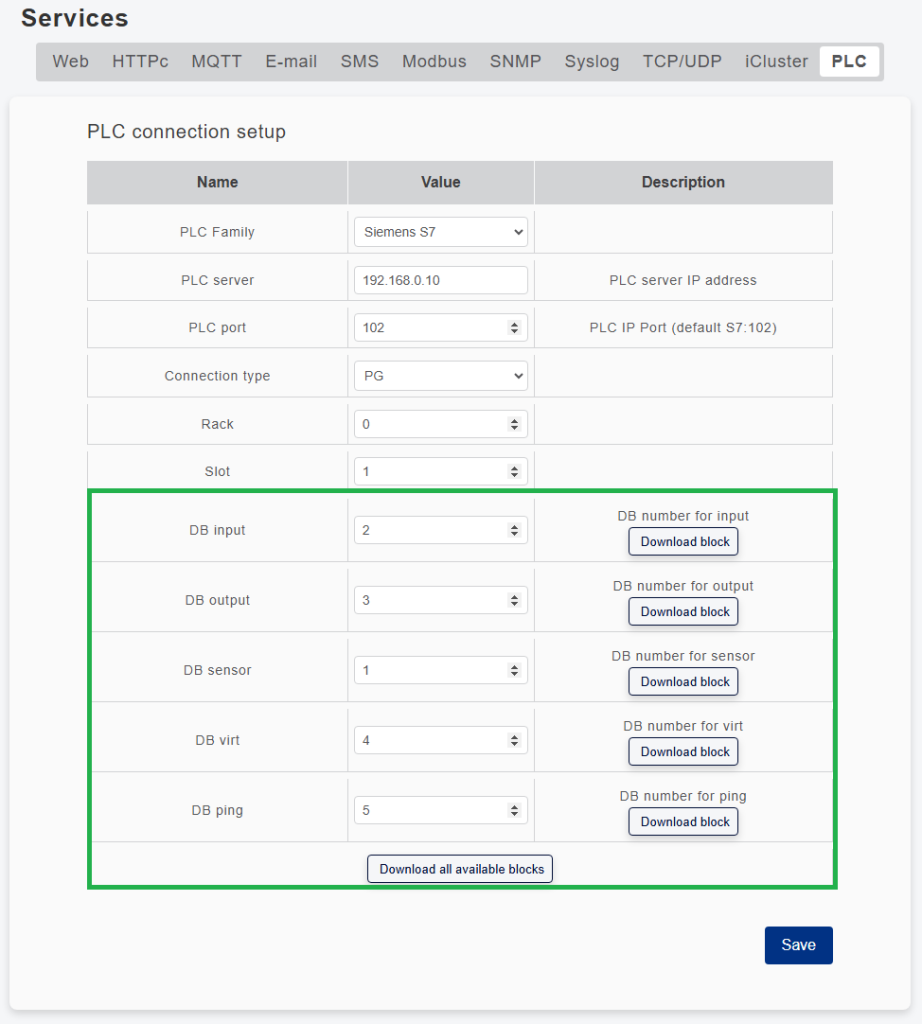 Services
Web HTTPc MQTT E-mail SMS Modbus SNMP Syslog TCP/UDP iCluster PLC
PLC connection setup
Name Value Description
PLC Family Siemens S7
PLC server 192.168.0.10 PLC server IP address
PLC port 102 PLC IP Port (default S7:102)
Connection type PG
Rack 0
Slot 1
DB number for input
DB input 2
Download block
DB number for output
DB output 3
Download block
DB number for sensor
DB sensor 1
Download block
DB number for virt
DB virt 4
Download block
DB number for ping
DB ping 5
Download block
Download all available blocks
Save